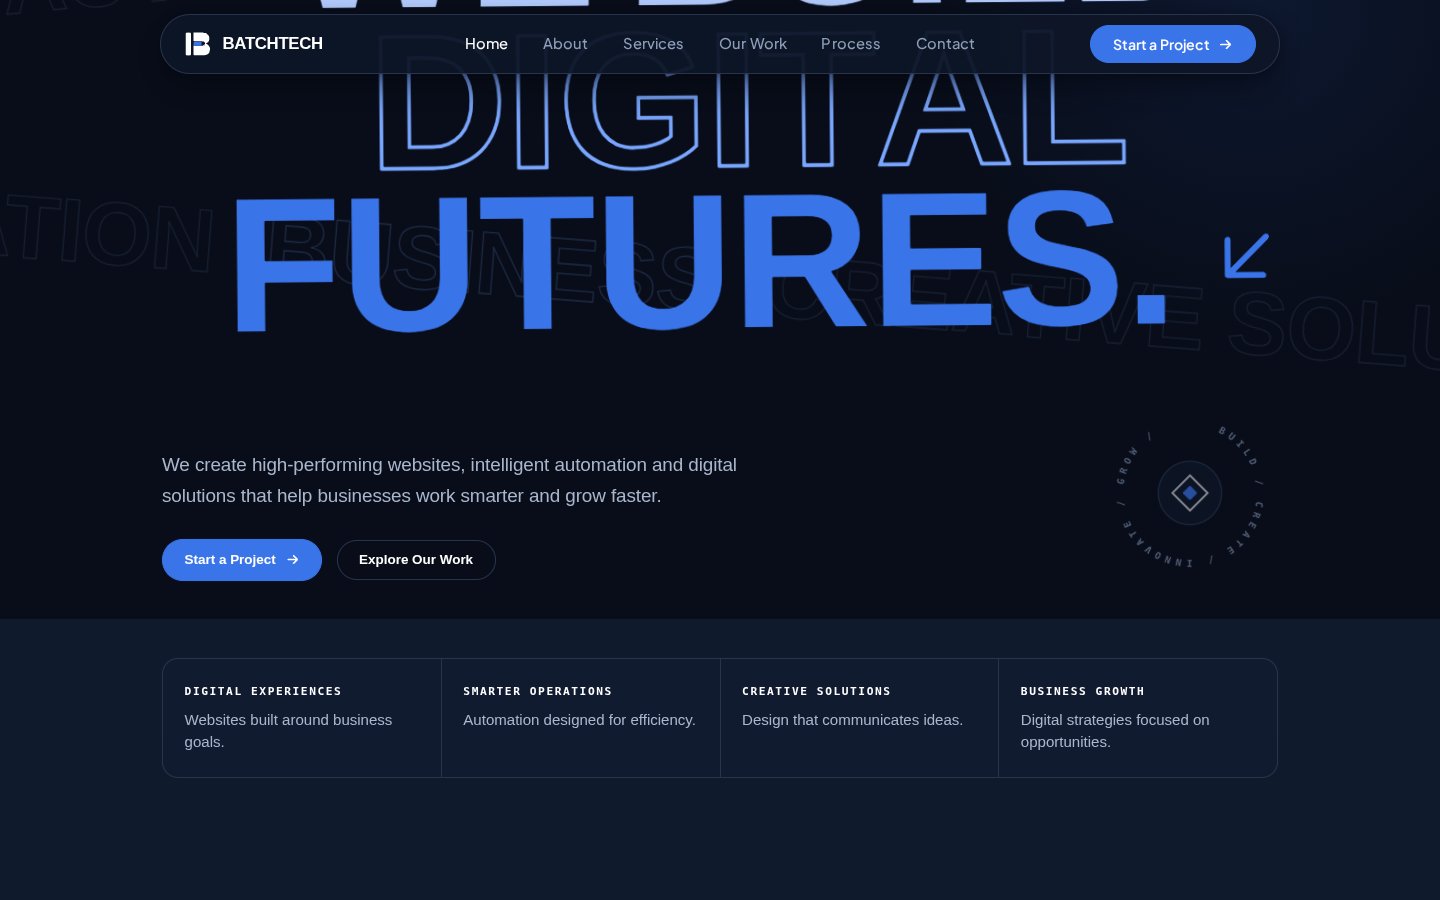 BATCHTECH
Home
About
Services
Our Work
Process
Contact
Start a Project
DIGITAL
FUTURES.
BUSINESS CREATIVE
We create high-performing websites, intelligent automation and digital
solutions that help businesses work smarter and grow faster.
Start a Project
Explore Our Work
BUILD / CREATE / INNOVATE / GROW /
DIGITAL EXPERIENCES
Websites built around business
goals.
SMARTER OPERATIONS
Automation designed for efficiency.
CREATIVE SOLUTIONS
Design that communicates ideas.
BUSINESS GROWTH
Digital strategies focused on
opportunities.